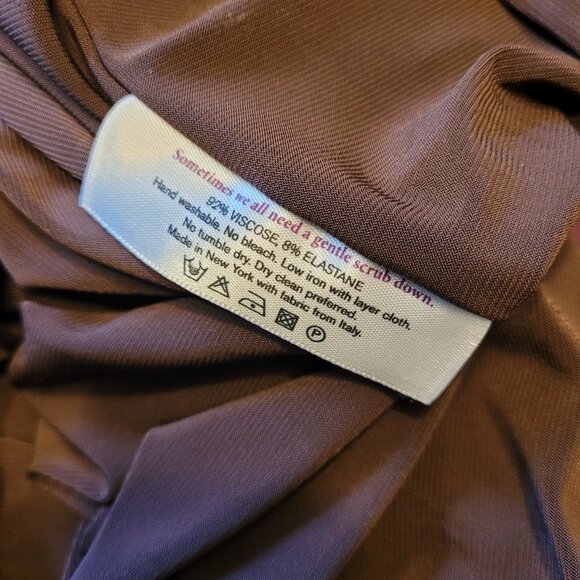 Sometimes we all need a gentle scrub down.
92% VISCOSE, 8% ELASTANE
Hand washable. No bleach. Low iron with layer cloth.
No tumble dry. Dry clean preferred.
Made in New York with fabric from Italy.
P